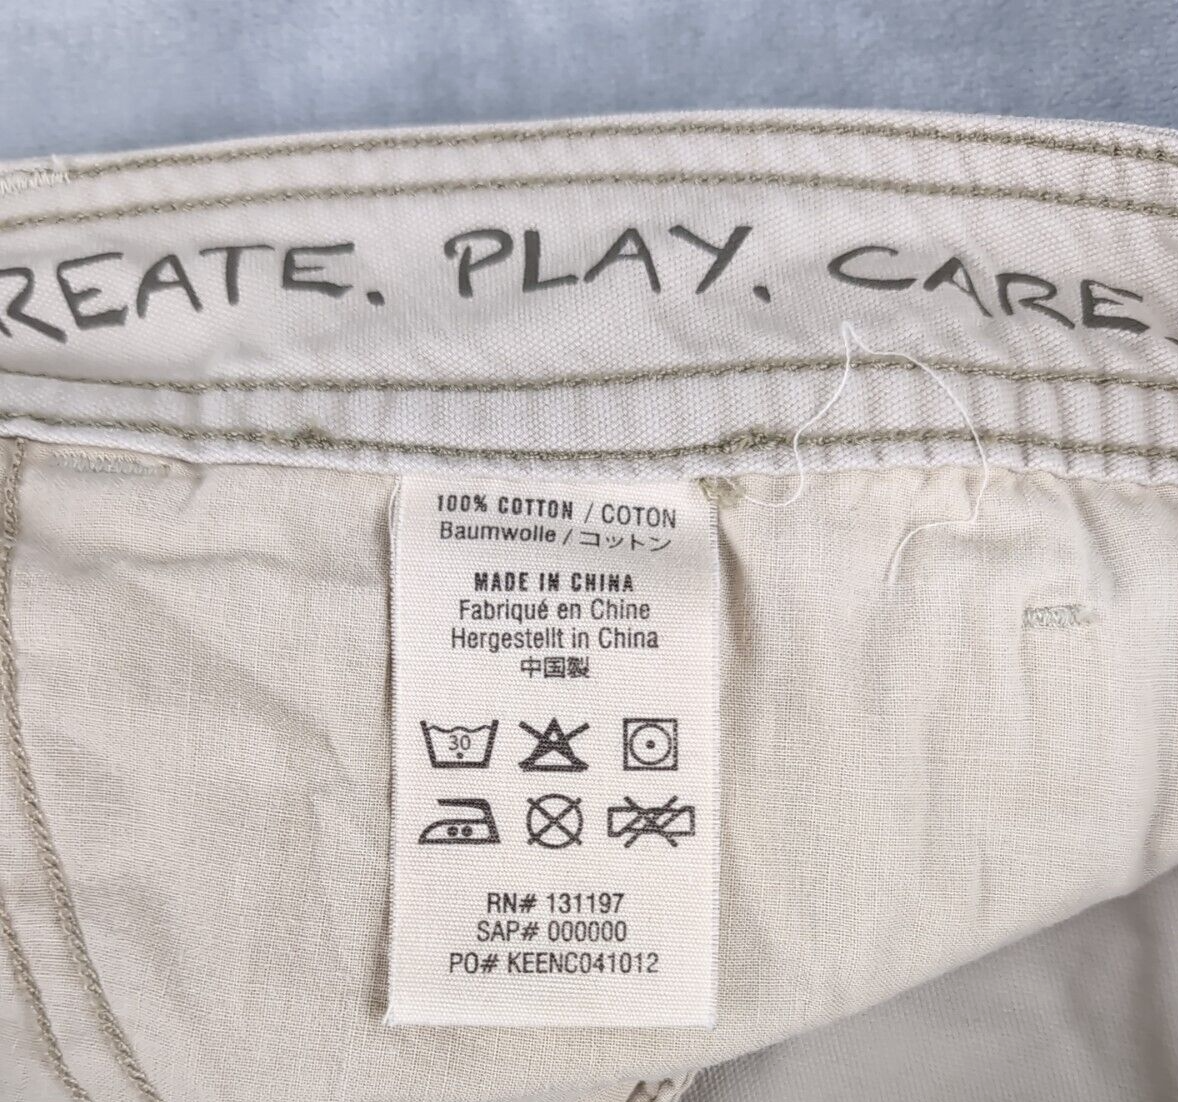 REATE. PLAY. CARE.
100% COTTON / COTON
Baumwolle / コットン
MADE IN CHINA
Fabriqué en Chine
Hergestellt in China
中国製
30
RN# 131197
SAP# 000000
PO# KEENC041012